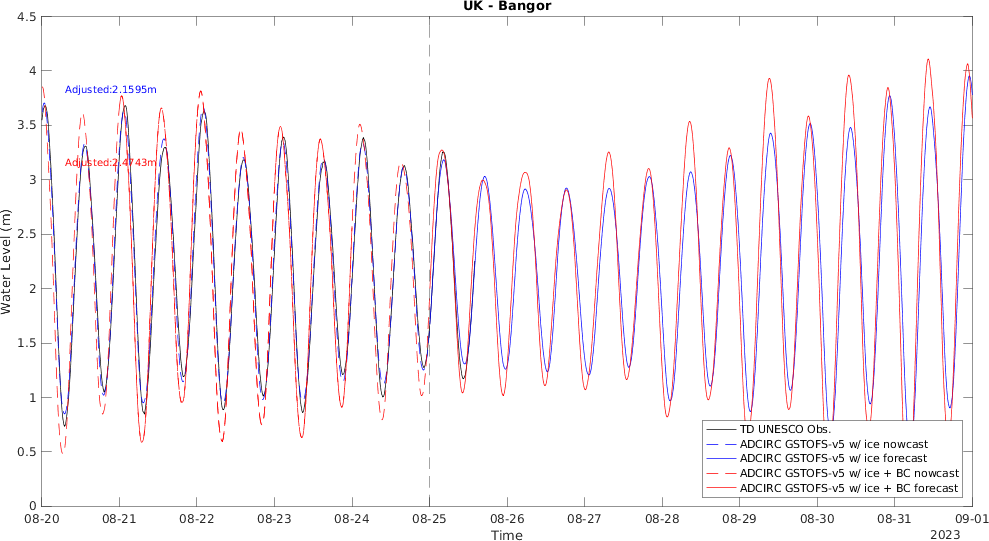 UK - Bangor
4.5
4
3.5
3
2.5
2
1.5
1
0.5
0
Water Level (m)
Adjusted:2.1595m
Adjusted:2.4743m
TD UNESCO Obs.
ADCIRC GSTOFS-v5 w/ ice nowcast
ADCIRC GSTOFS-v5 w/ ice forecast
ADCIRC GSTOFS-v5 w/ ice + BC nowcast
ADCIRC GSTOFS-v5 w/ ice + BC forecast
08-20 08-21 08-22 08-23 08-24 08-25 08-26 08-27 08-28 08-29 08-30 08-31 09-01
Time
2023